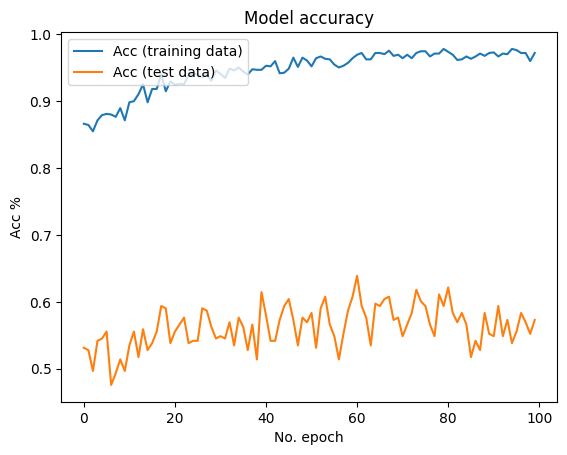 Model accuracy
Acc (training data)
Acc (test data)
1.0
0.9
0.8
0.7
0.6
0.5
Acc %
0 20 40 60 80 100
No. epoch